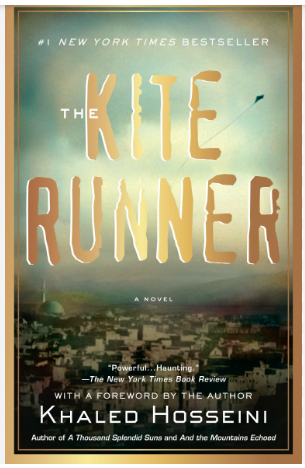 #1 NEW YORK TIMES BESTSELLER
THE KITE
RUNNER
A NOVEL
"Powerful...Haunting."
—The New York Times Book Review
WITH A FOREWORD BY THE AUTHOR
KHALED HOSSEINI
Author of A Thousand Splendid Suns and And the Mountains Echoed